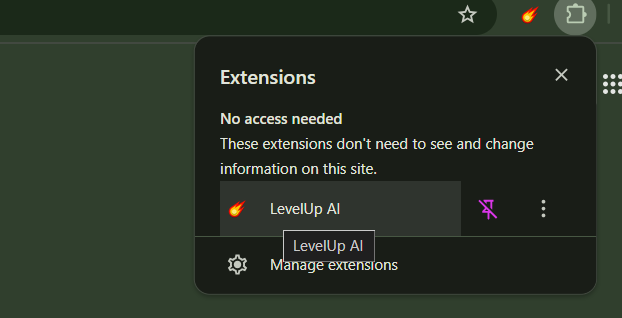 Extensions
No access needed
These extensions don't need to see and change
information on this site.
LevelUp AI
LevelUp AI
Manage extensions